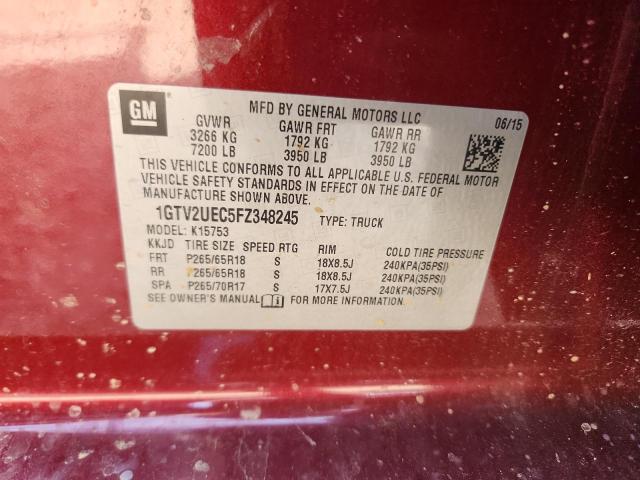 GM
MFD BY GENERAL MOTORS LLC
06/15
GVWR GAWR FRT GAWR RR
3266 KG 1792 KG 1792 KG
7200 LB 3950 LB 3950 LB
THIS VEHICLE CONFORMS TO ALL APPLICABLE U.S. FEDERAL MOTOR
VEHICLE SAFETY STANDARDS IN EFFECT ON THE DATE OF
MANUFACTURE SHOWN ABOVE.
1GTV2UEC5FZ348245 TYPE: TRUCK
MODEL: K15753
KKJD TIRE SIZE SPEED RTG RIM COLD TIRE PRESSURE
FRT P265/65R18 S 18X8.5J 240KPA(35PSI)
RR P265/65R18 S 18X8.5J 240KPA(35PSI)
SPA P265/70R17 S 17X7.5J 240KPA(35PSI)
SEE OWNER'S MANUAL FOR MORE INFORMATION.